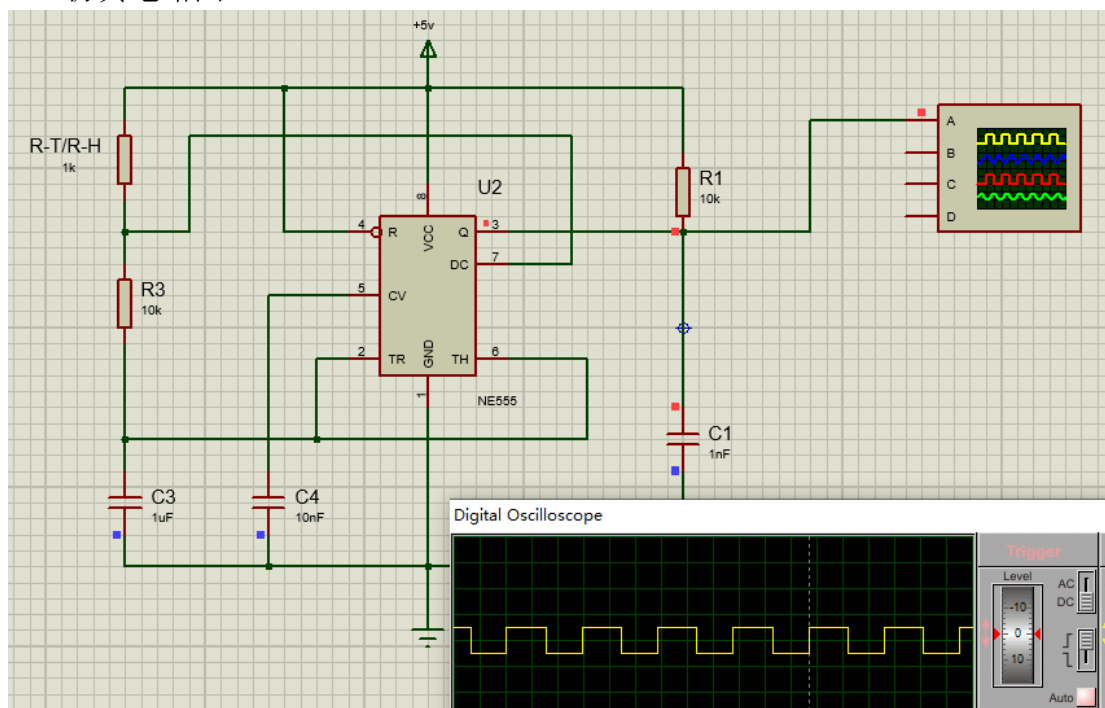 +5v
R-T/R-H
1k
U2
R1
10k
A
B
C
D
8
4
R
VCC
Q
3
DC
7
R3
10k
5
CV
2
TR
GND
TH
6
1
NE555
C3
1uF
C4
10nF
C1
1nF
Digital Oscilloscope
Trigger
Level
AC
DC
-10
0
10
Auto